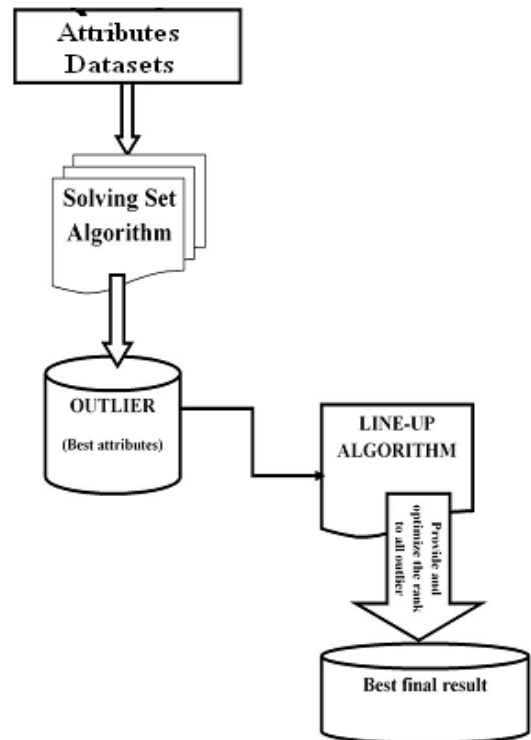 Attributes
Datasets
Solving Set
Algorithm
OUTLIER
(Best attributes)
LINE-UP
ALGORITHM
Provide and
optimize the rank
to all outlier
Best final result